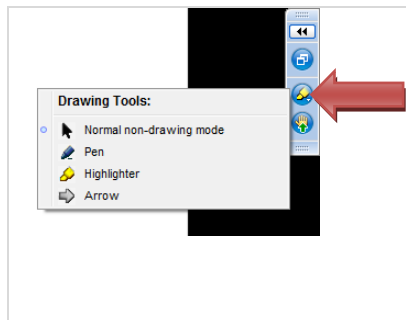 Drawing Tools:
Normal non-drawing mode
Pen
Highlighter
Arrow